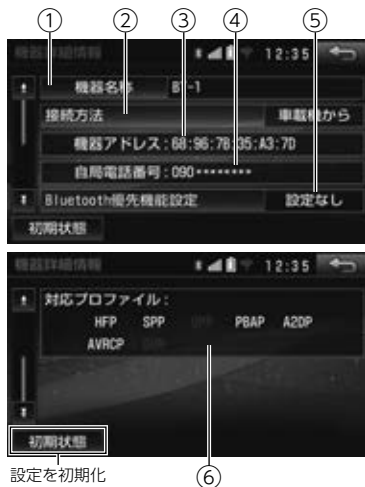 ① ② ③ ④ ⑤
機器詳細情報 12:35
機器名称 BT-1
接続方法 車載機から
機器アドレス:68:96:7B:35:A3:7D
自局電話番号:090********
Bluetooth優先機能設定 設定なし
初期状態
機器詳細情報 12:35
対応プロファイル:
HFP SPP OPP PBAP A2DP
AVRCP
初期状態
設定を初期化
⑥